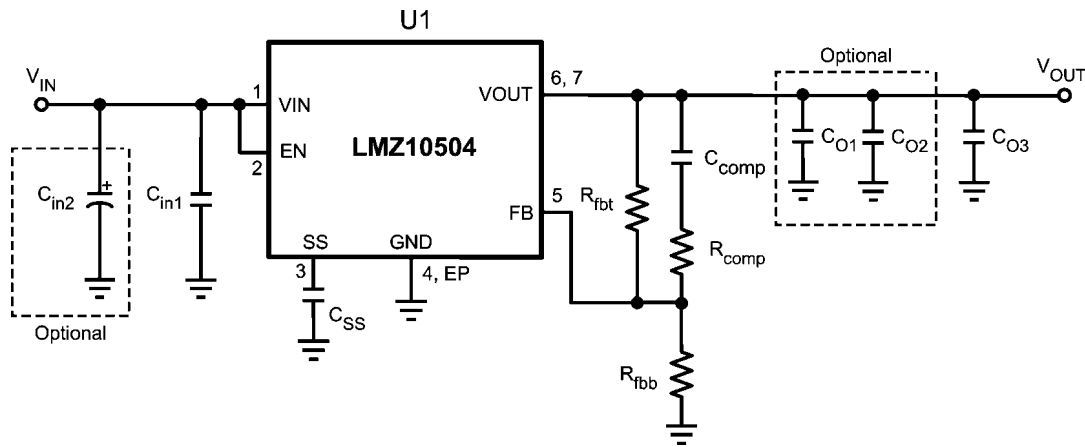 U1
V_IN
1
VIN
EN
2
LMZ10504
VOUT
6, 7
Optional
V_OUT
C_in2
+
C_in1
Optional
SS
3
C_SS
GND
4, EP
FB
5
R_fbt
C_comp
R_comp
R_fbb
C_O1
C_O2
C_O3